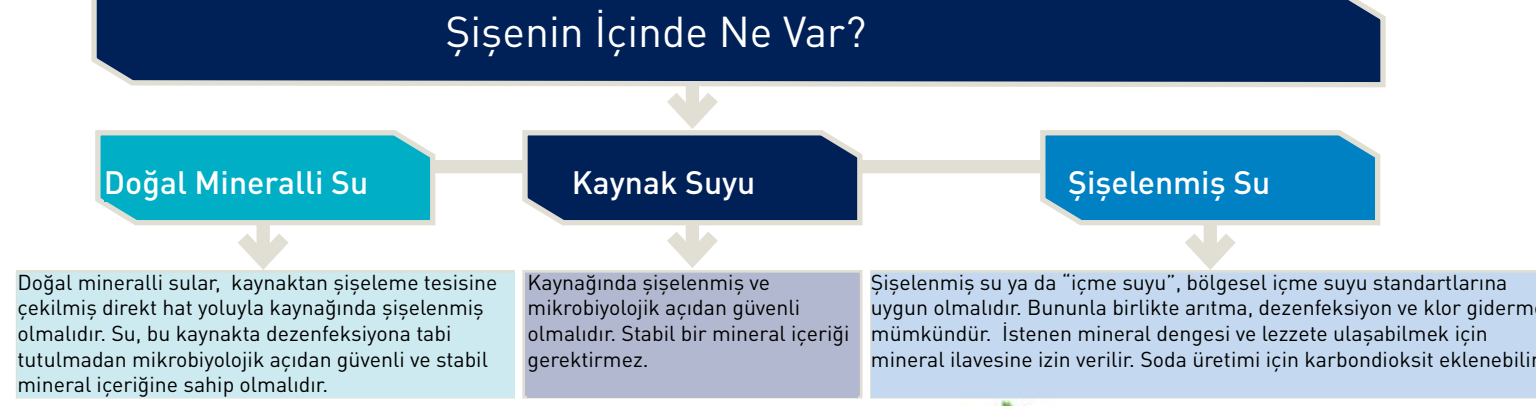 Şişenin İçinde Ne Var?
Doğal Mineralli Su
Kaynak Suyu
Şişelenmiş Su
Doğal mineralli sular, kaynaktan şişeleme tesisine
çekilmiş direkt hat yoluyla kaynağında şişelenmiş
olmalıdır. Su, bu kaynakta dezenfeksiyona tabi
tutulmadan mikrobiyolojik açıdan güvenli ve stabil
mineral içeriğine sahip olmalıdır.
Kaynağında şişelenmiş ve
mikrobiyolojik açıdan güvenli
olmalıdır. Stabil bir mineral içeriği
gerektirmez.
Şişelenmiş su ya da “içme suyu”, bölgesel içme suyu standartlarına
uygun olmalıdır. Bununla birlikte arıtma, dezenfeksiyon ve klor giderme
mümkündür. İstenen mineral dengesi ve lezzete ulaşabilmek için
mineral ilavesine izin verilir. Soda üretimi için karbondioksit eklenebilir